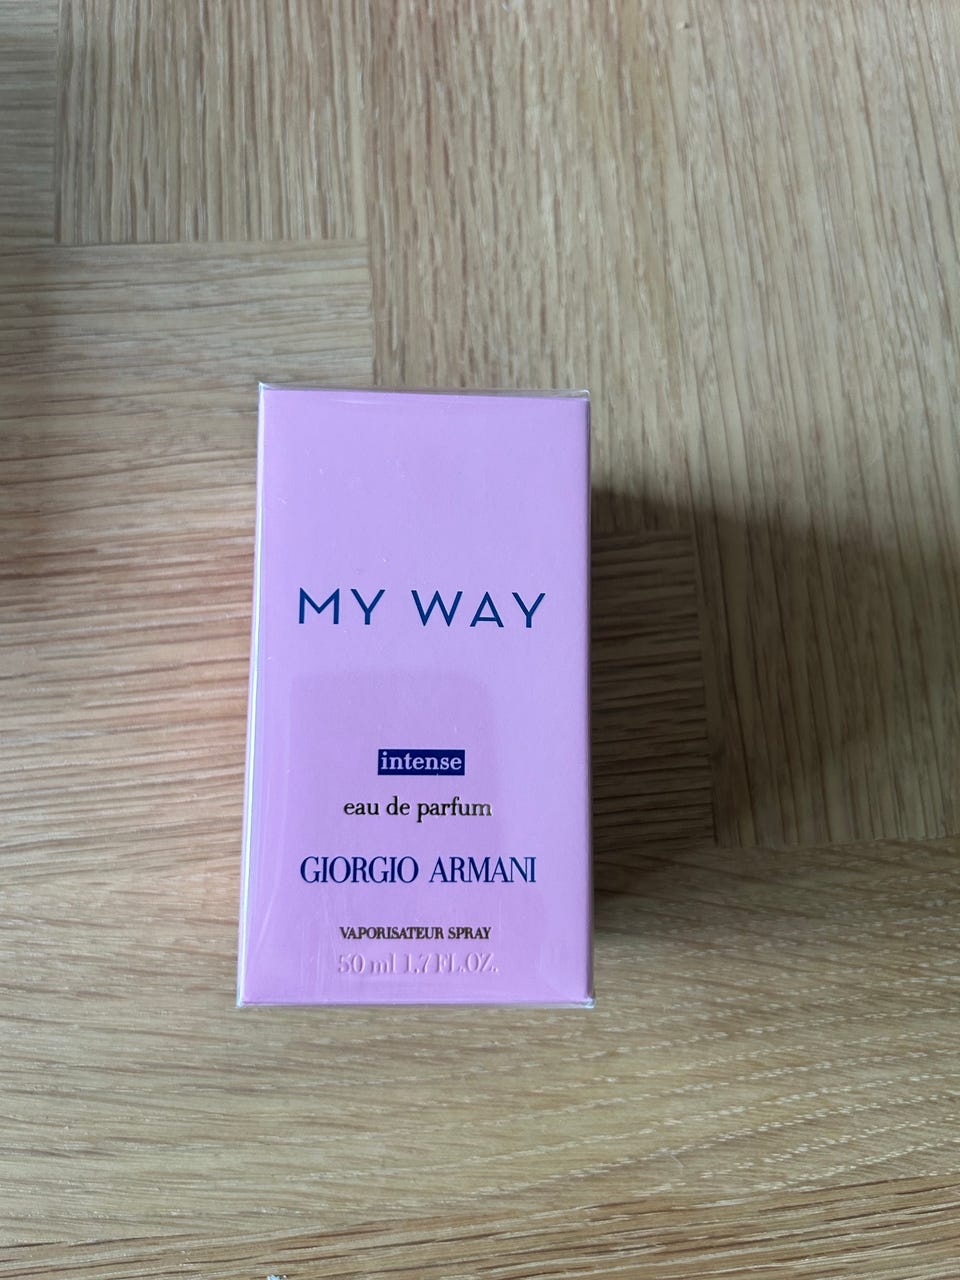 MY WAY
intense
eau de parfum
GIORGIO ARMANI
VAPORISATEUR SPRAY
50 ml 1.7 FL.OZ.